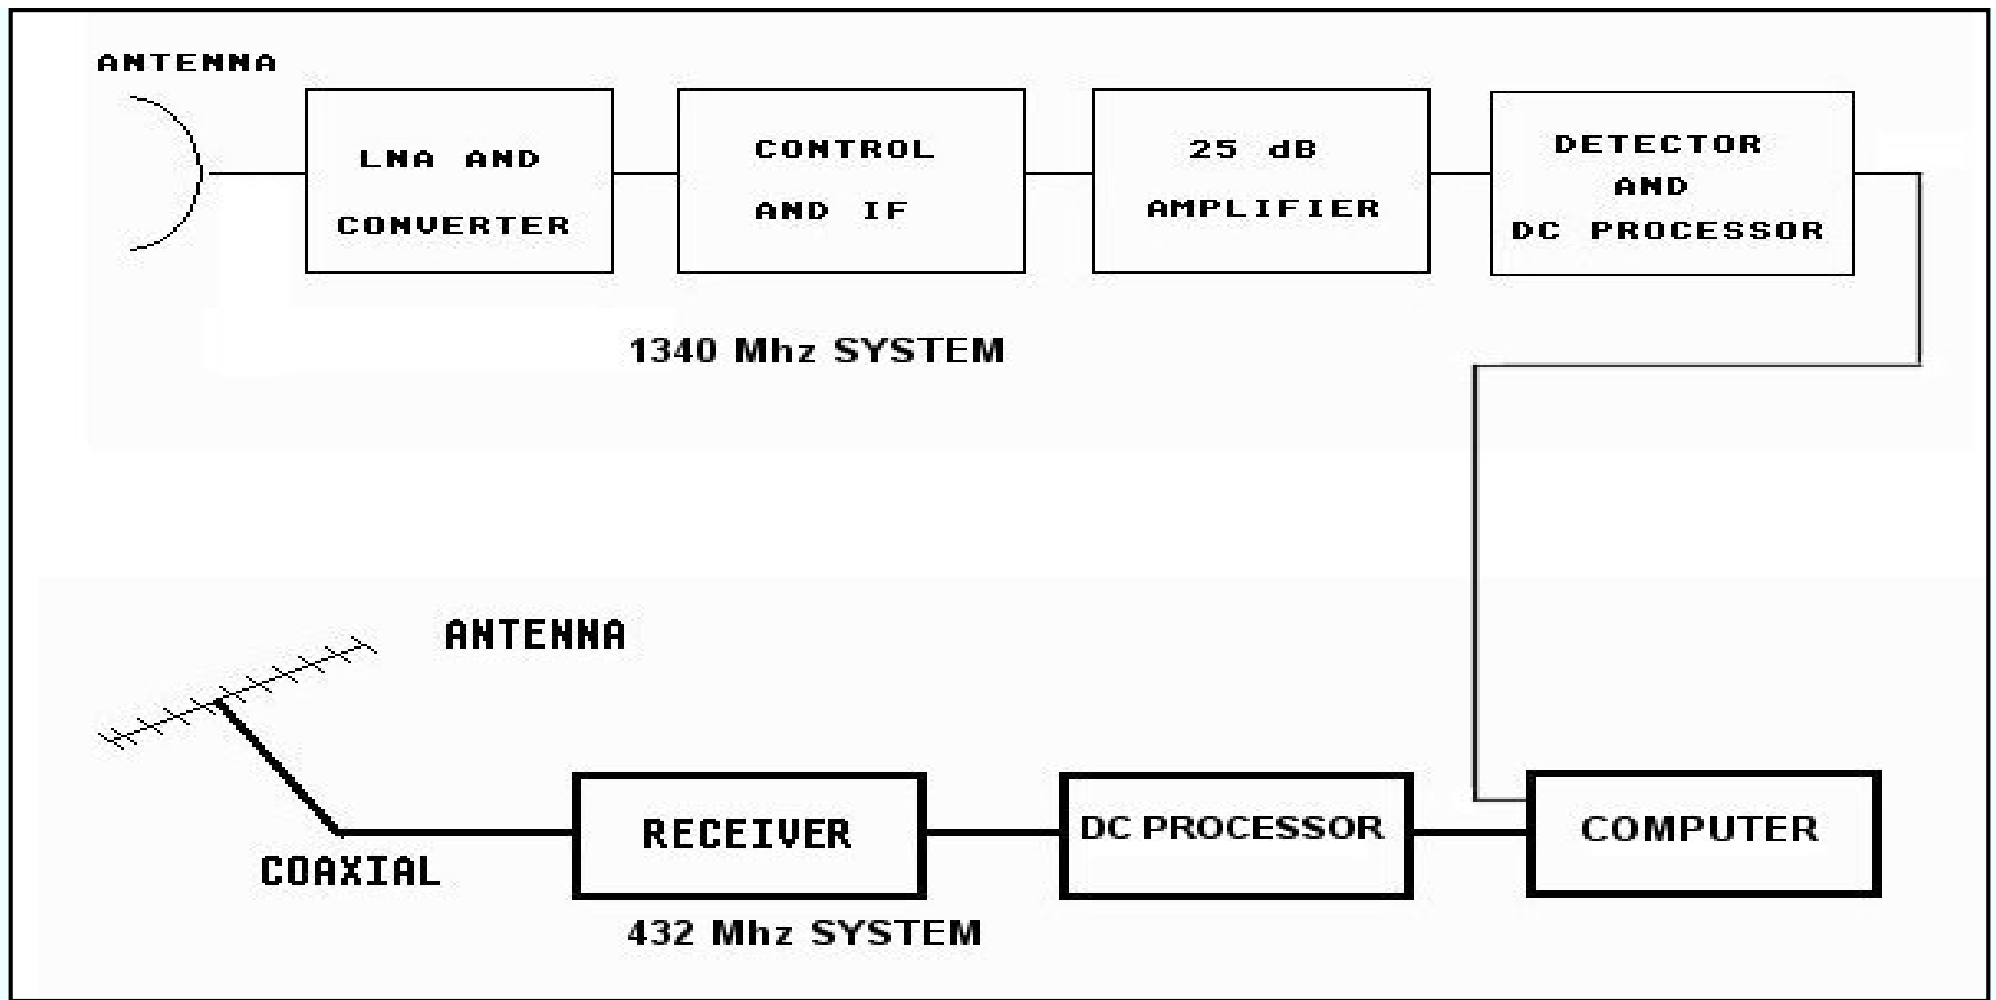 ANTENNA
LNA AND
CONVERTER
CONTROL
AND IF
25 dB
AMPLIFIER
DETECTOR
AND
DC PROCESSOR
1340 Mhz SYSTEM
ANTENNA
COAXIAL
RECEIVER
DC PROCESSOR
COMPUTER
432 Mhz SYSTEM